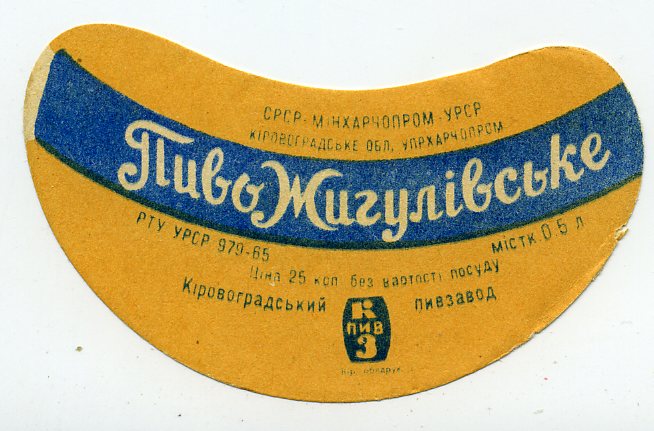 СРСР-МІНХАРЧОПРОМ-УРСР
КІРОВОГРАДСЬКЕ ОБЛ. УПРХАРЧОПРОМ
Пиво Жигулівське
РТУ УРСР 979-65
МІСТК. 0 5 Л
Ціна 25 коп без вартості посуду
Кіровоградський пивзавод
К
ПИВ
З